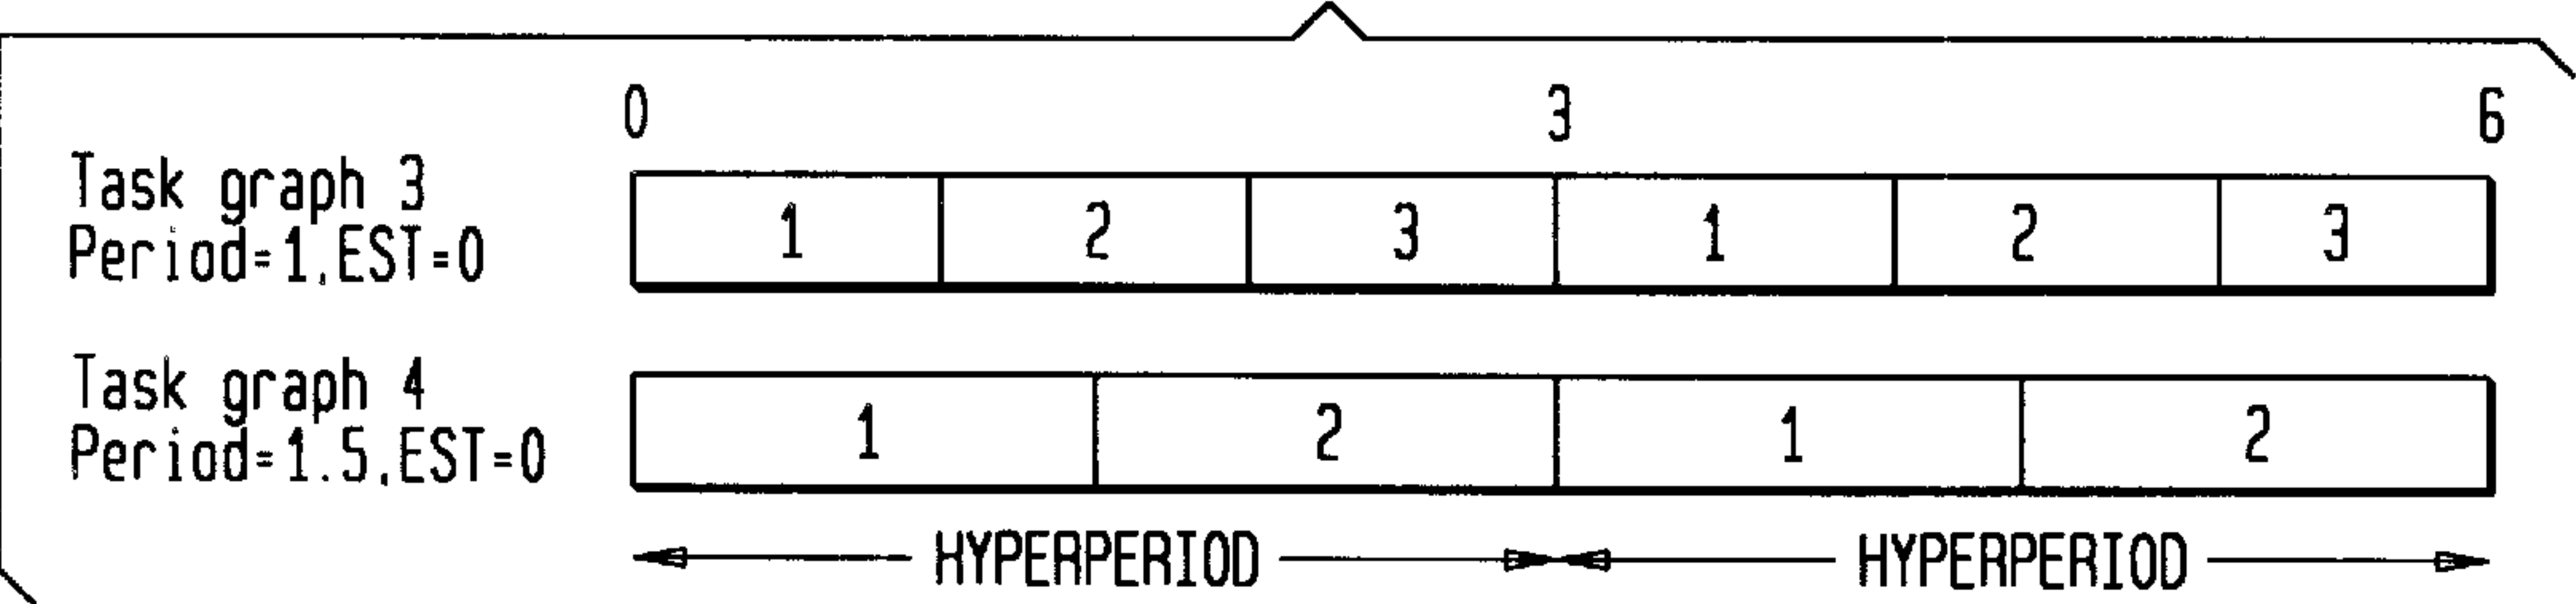 0 3 6
Task graph 3
Period=1,EST=0
1 2 3 1 2 3
Task graph 4
Period=1.5,EST=0
1 2 1 2
HYPERPERIOD HYPERPERIOD